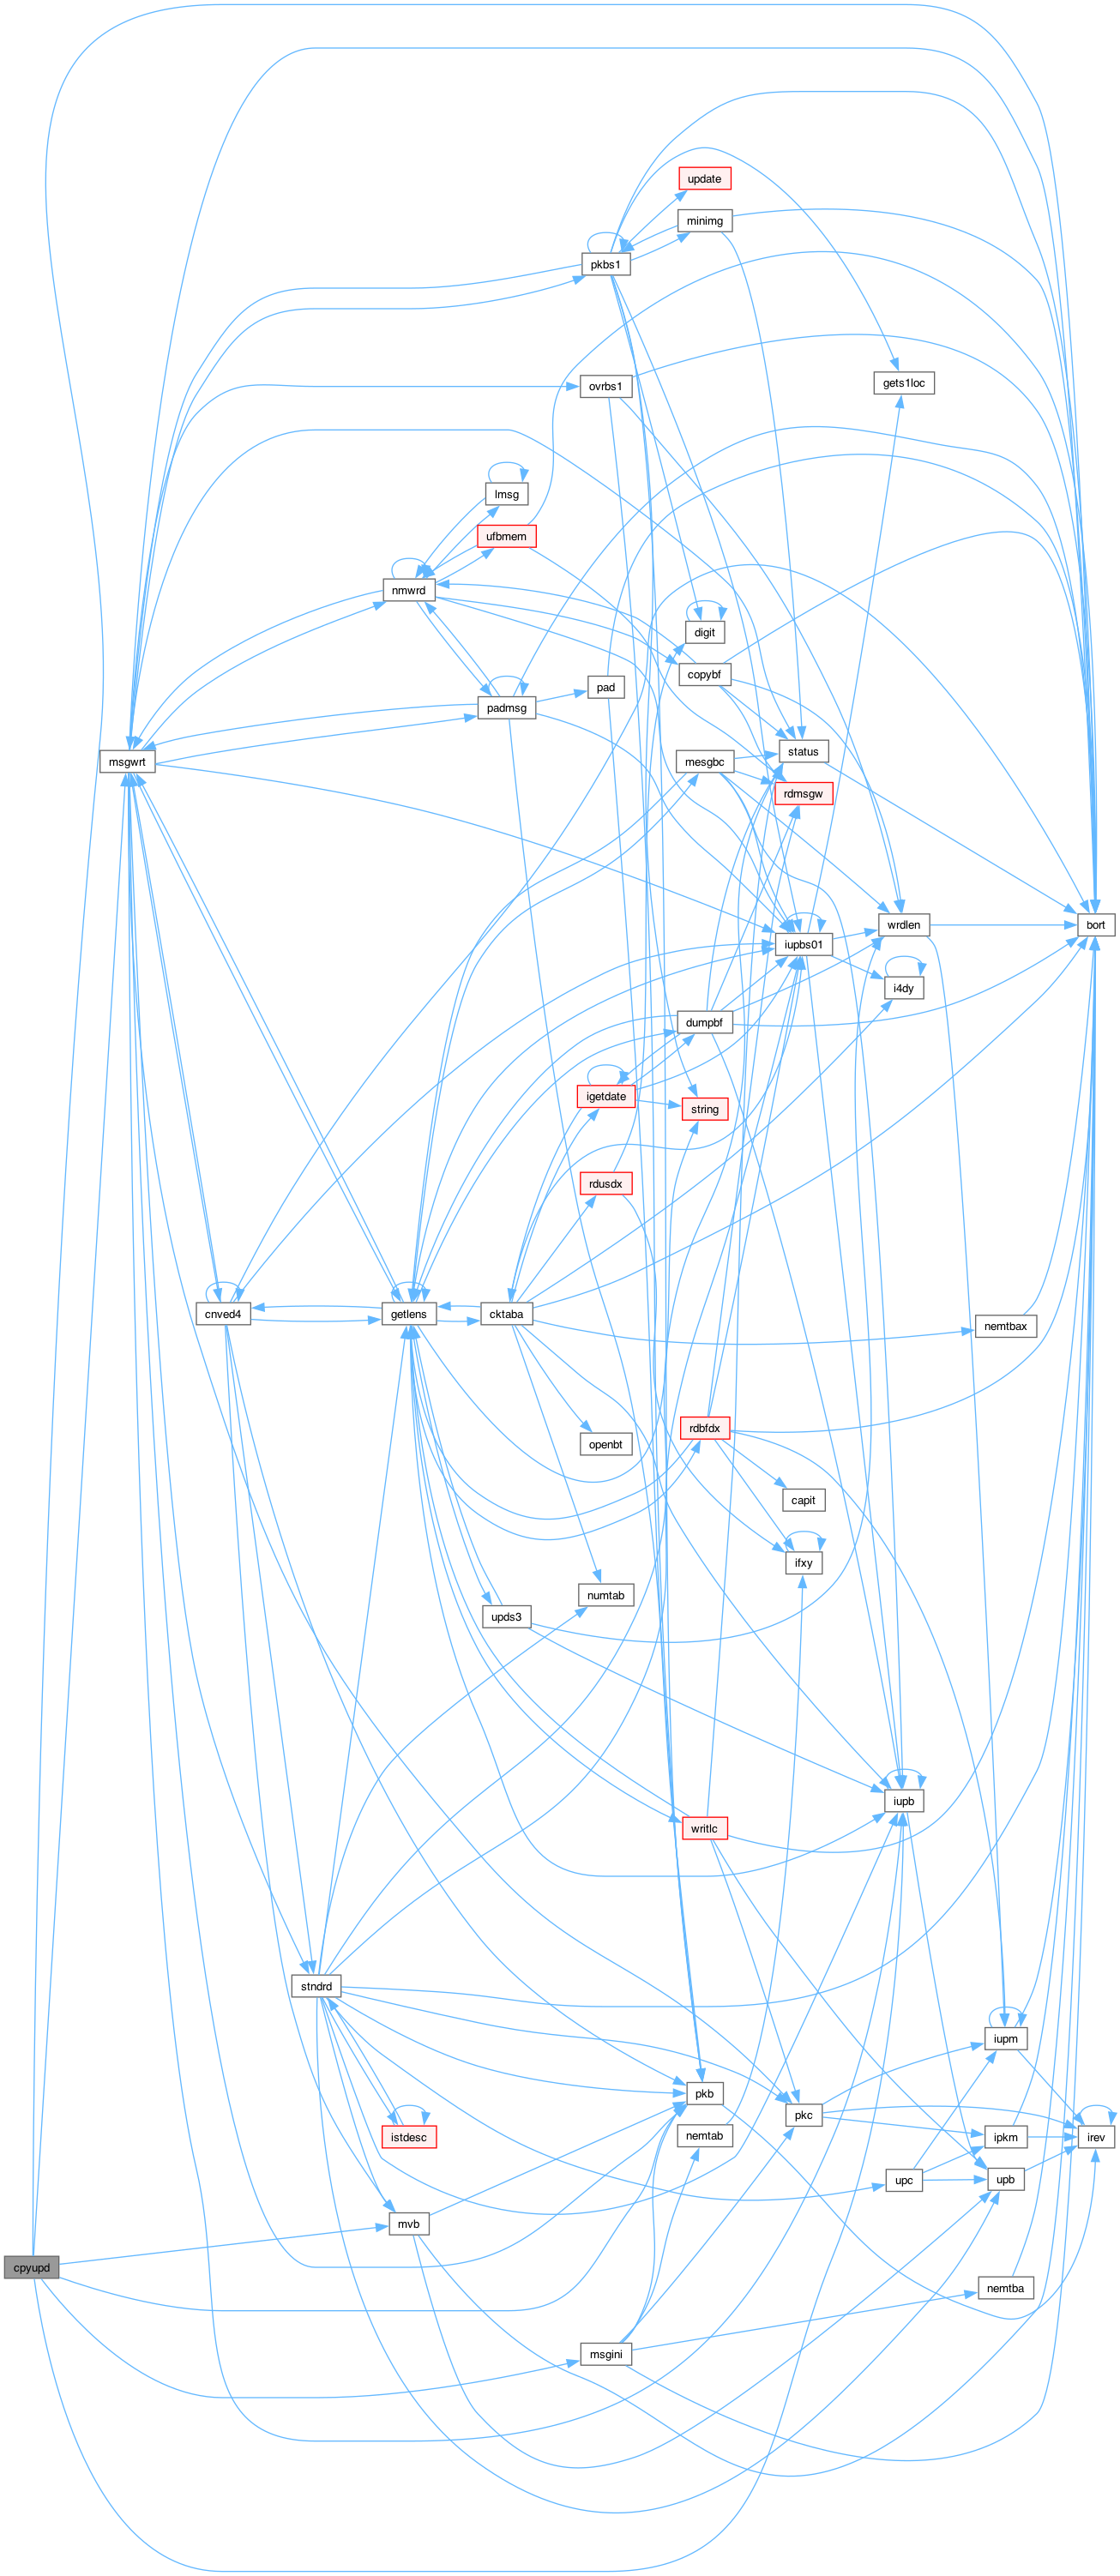 update
minimg
pkbs1
gets1loc
ovrbs1
lmsg
ufbmem
nmwrd
digit
copybf
pad
padmsg
status
msgwrt
mesgbc
rdmsgw
wrdlen
bort
iupbs01
i4dy
dumpbf
igetdate
string
rdusdx
cnved4
getlens
cktaba
nemtbax
rdbfdx
openbt
capit
ifxy
numtab
upds3
iupb
writlc
stndrd
iupm
pkb
pkc
istdesc
nemtab
ipkm
irev
upc
upb
mvb
cpyupd
nemtba
msgini